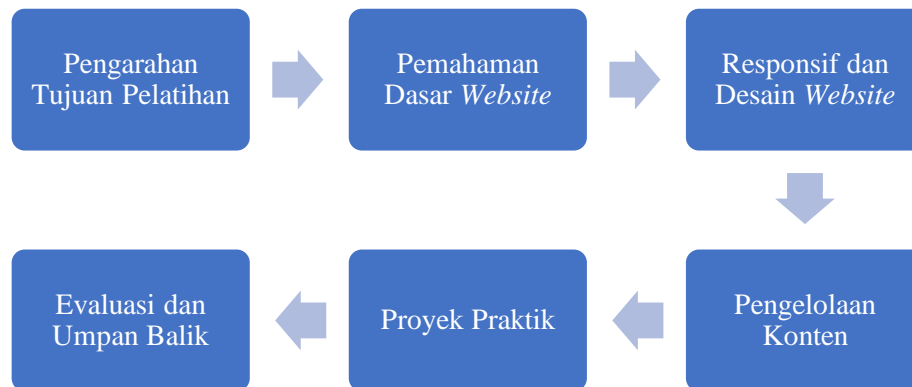 Pengarahan
Tujuan Pelatihan
Pemahaman
Dasar Website
Responsif dan
Desain Website
Pengelolaan
Konten
Proyek Praktik
Evaluasi dan
Umpan Balik